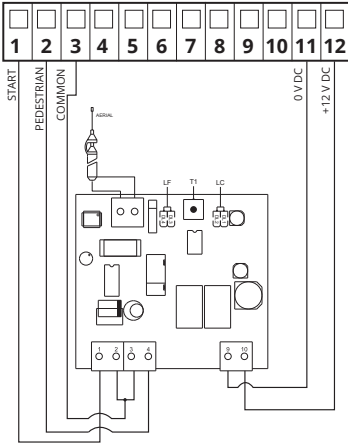 1 2 3 4 5 6 7 8 9 10 11 12
START
PEDESTRIAN
COMMON
0 V DC
+12 V DC
AERIAL
LF
T1
LC
1 2 3 4
9 10